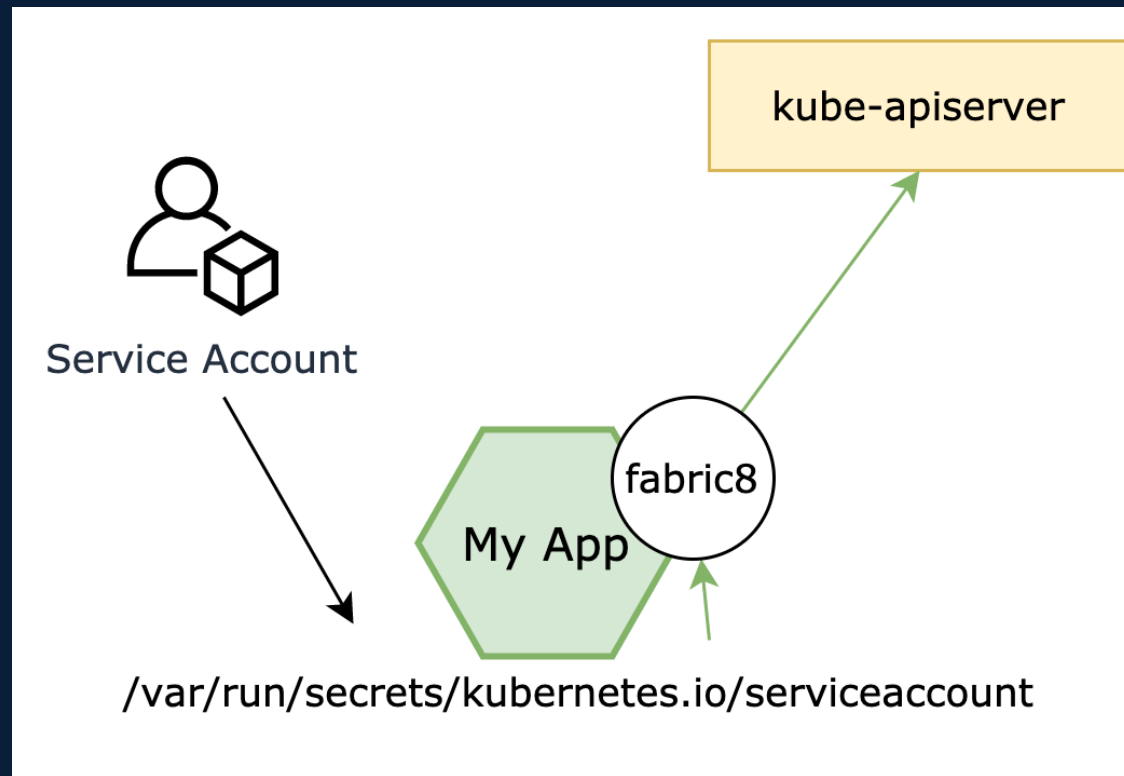 kube-apiserver
Service Account
fabric8
My App
/var/run/secrets/kubernetes.io/serviceaccount